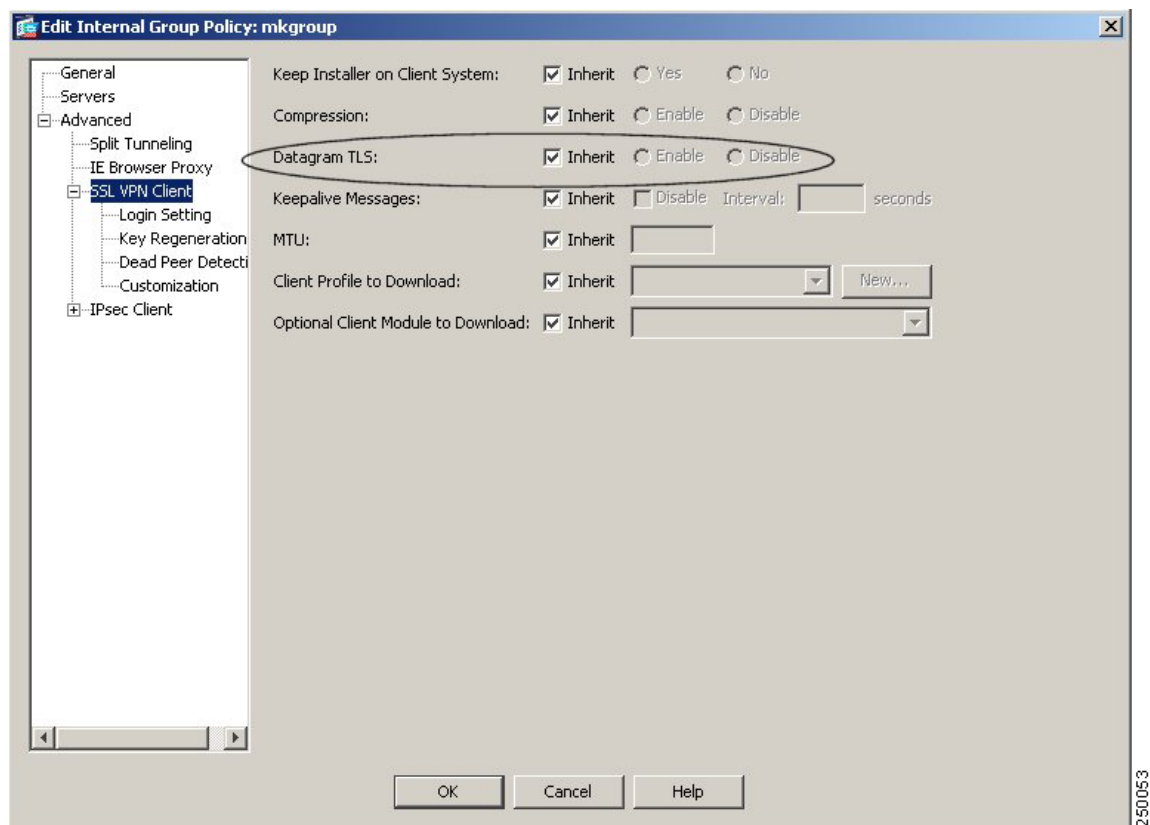 Edit Internal Group Policy: mkgroup
General
Servers
Advanced
Split Tunneling
IE Browser Proxy
SSL VPN Client
Login Setting
Key Regeneration
Dead Peer Detecti
Customization
IPsec Client
Keep Installer on Client System: Inherit Yes No
Compression: Inherit Enable Disable
Datagram TLS: Inherit Enable Disable
Keepalive Messages: Inherit Disable Interval: seconds
MTU: Inherit
Client Profile to Download: Inherit New...
Optional Client Module to Download: Inherit
OK Cancel Help
250053